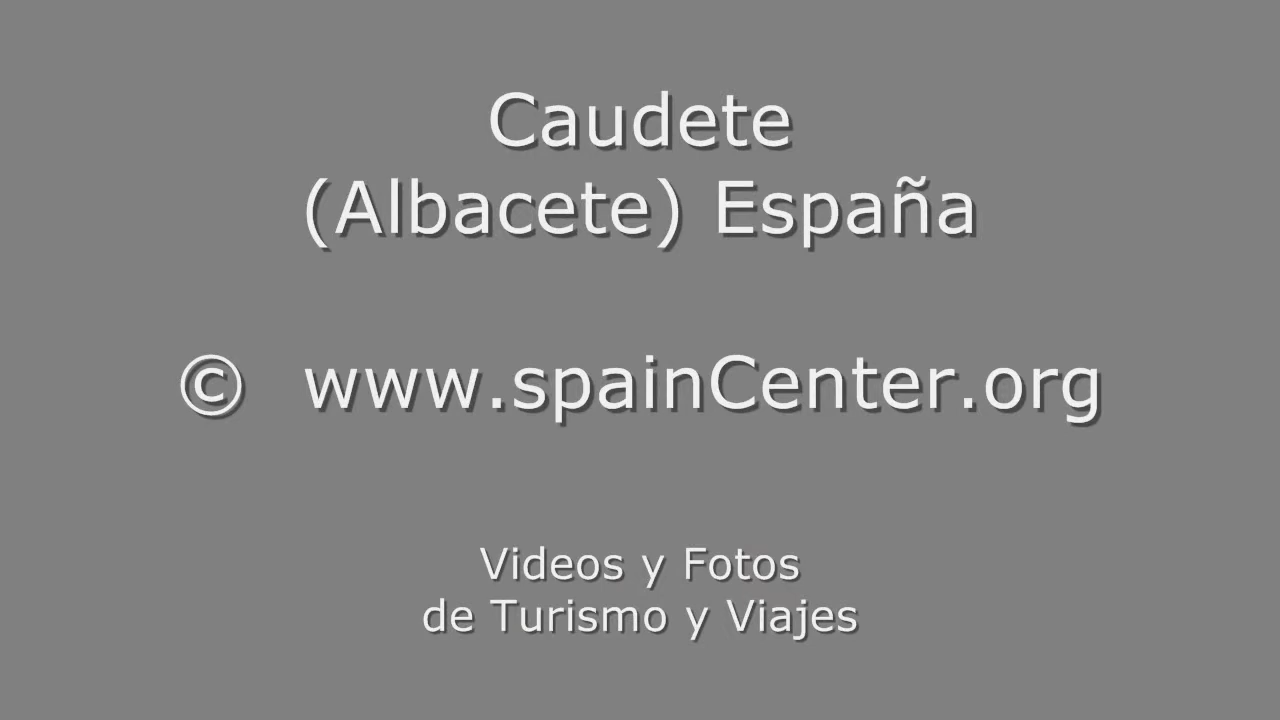 Caudete
(Albacete) España
© www.spainCenter.org
Videos y Fotos
de Turismo y Viajes